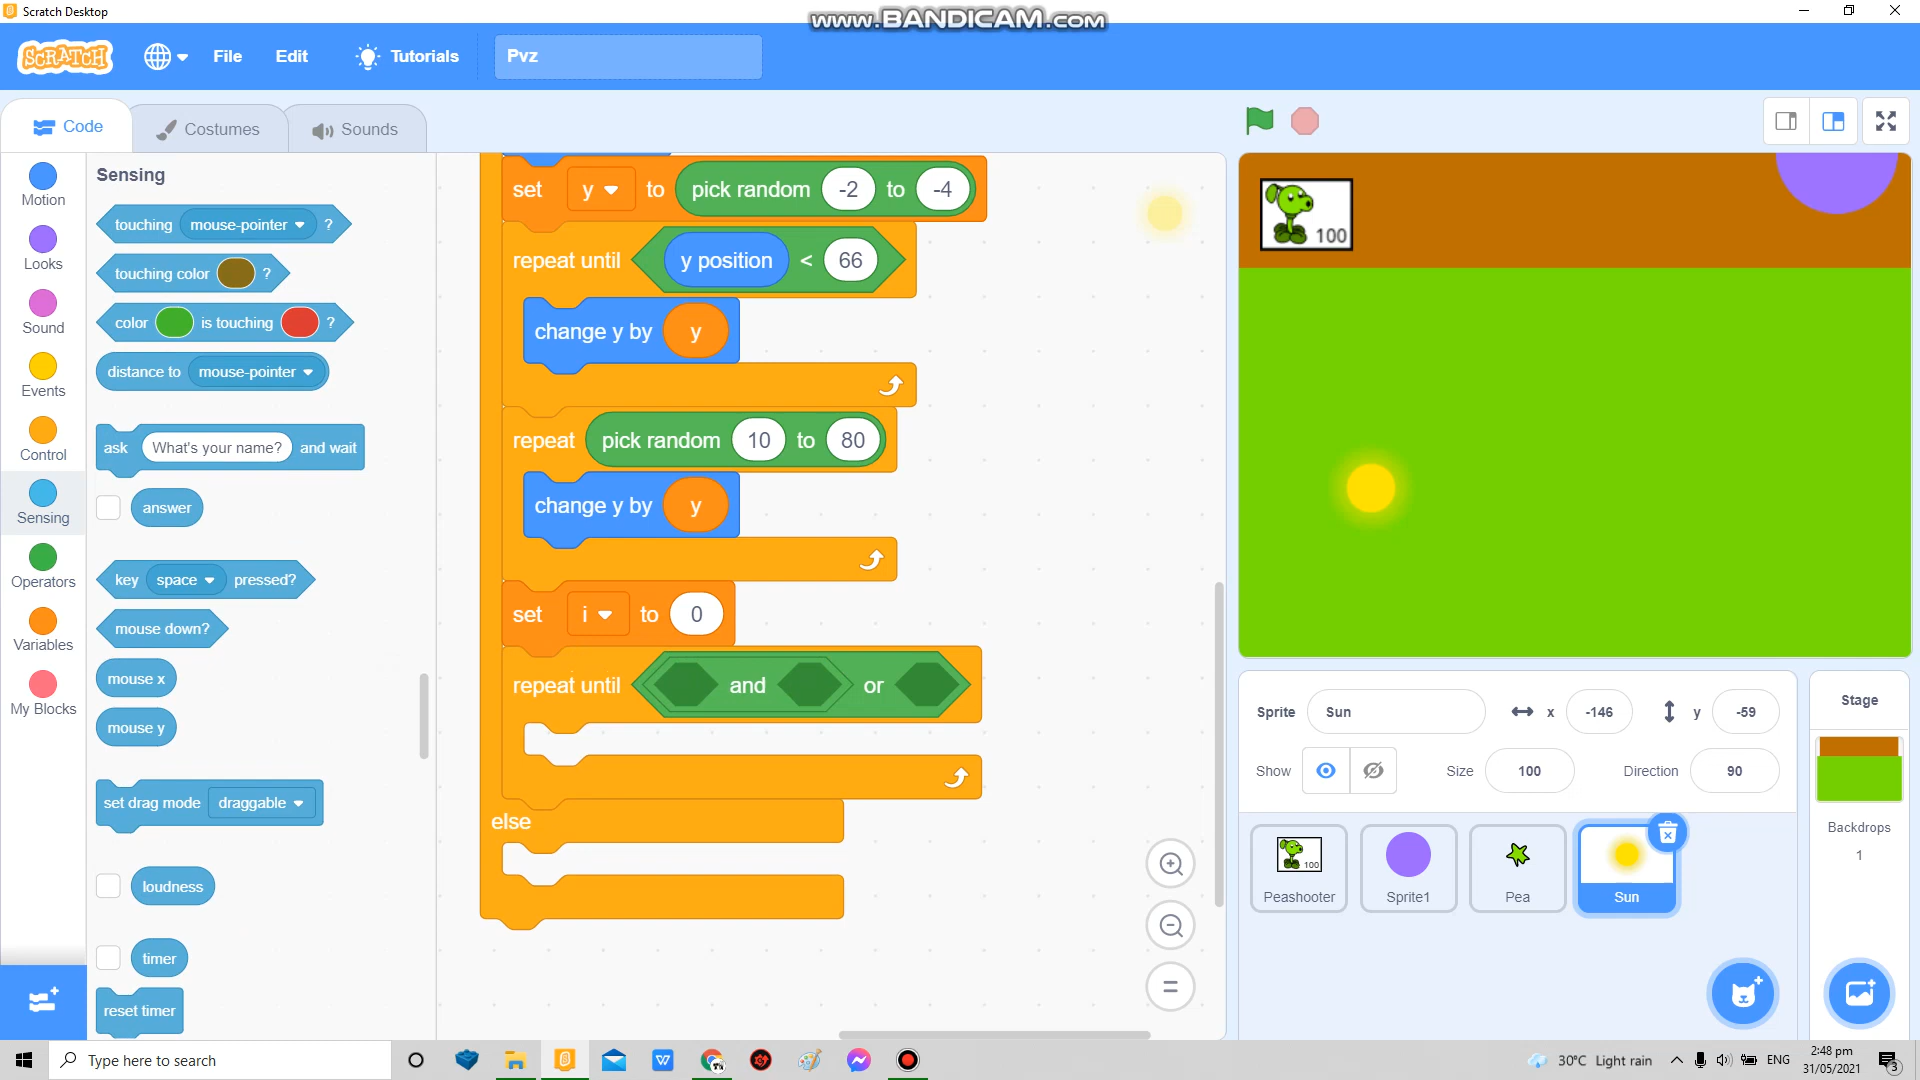 Scratch Desktop
www.BANDICAM.com
SCRATCH
File
Edit
Tutorials
Pvz
Code
Costumes
Sounds
Motion
Looks
Sound
Events
Control
Sensing
Operators
Variables
My Blocks
Sensing
touching mouse-pointer ?
touching color ?
color is touching ?
distance to mouse-pointer
ask What's your name? and wait
answer
key space pressed?
mouse down?
mouse x
mouse y
set drag mode draggable
loudness
timer
reset timer
set y to pick random -2 to -4
repeat until y position < 66
change y by y
repeat pick random 10 to 80
change y by y
set i to 0
repeat until and or
else
100
Sprite
Sun
x
-146
y
-59
Show
Size
100
Direction
90
Stage
Backdrops
1
100
Peashooter
Sprite1
Pea
Sun
Type here to search
30°C Light rain
ENG
2:48 pm
31/05/2021
3